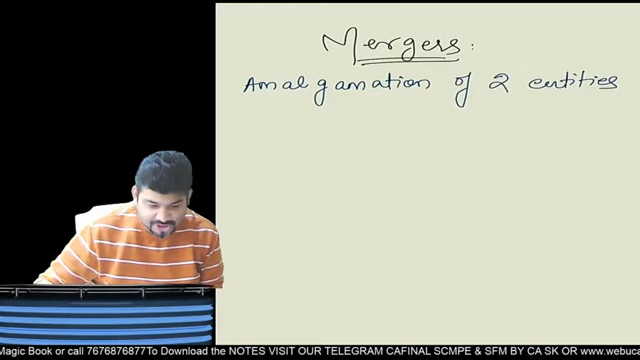 Mergers:
Amalgamation of 2 entities
Magic Book or call 7676876877To Download the NOTES VISIT OUR TELEGRAM CAFINAL SCMPE & SFM BY CA SK OR www.webuca